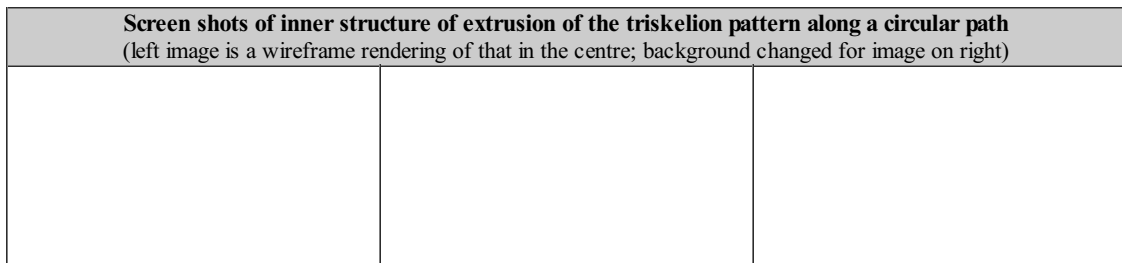 Screen shots of inner structure of extrusion of the triskelion pattern along a circular path
(left image is a wireframe rendering of that in the centre; background changed for image on right)